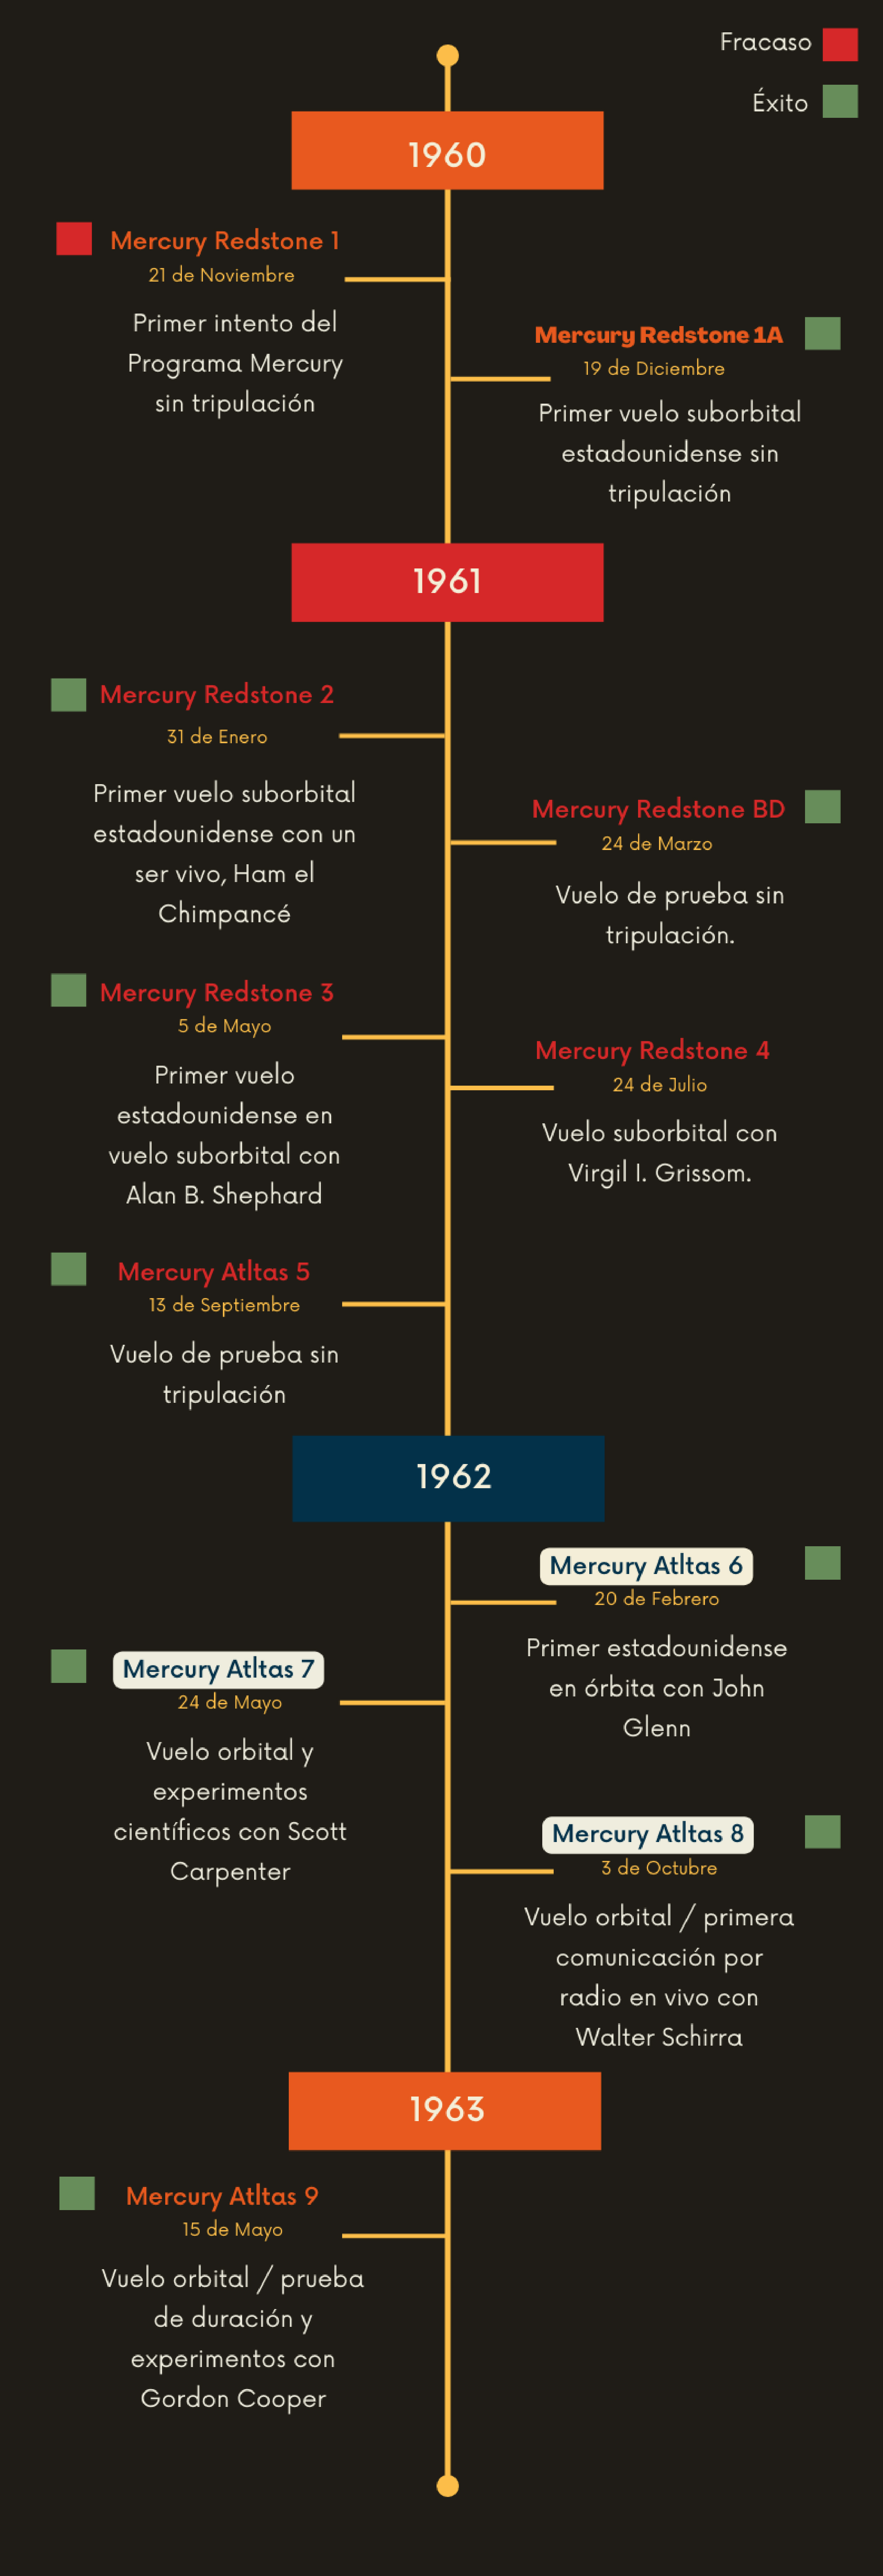 Fracaso
Éxito
1960
Mercury Redstone 1
21 de Noviembre
Primer intento del
Programa Mercury
sin tripulación
Mercury Redstone 1A
19 de Diciembre
Primer vuelo suborbital
estadounidense sin
tripulación
1961
Mercury Redstone 2
31 de Enero
Primer vuelo suborbital
estadounidense con un
ser vivo, Ham el
Chimpancé
Mercury Redstone BD
24 de Marzo
Vuelo de prueba sin
tripulación.
Mercury Redstone 3
5 de Mayo
Primer vuelo
estadounidense en
vuelo suborbital con
Alan B. Shephard
Mercury Redstone 4
24 de Julio
Vuelo suborbital con
Virgil I. Grissom.
Mercury Atltas 5
13 de Septiembre
Vuelo de prueba sin
tripulación
1962
Mercury Atltas 6
20 de Febrero
Primer estadounidense
en órbita con John
Glenn
Mercury Atltas 7
24 de Mayo
Vuelo orbital y
experimentos
científicos con Scott
Carpenter
Mercury Atltas 8
3 de Octubre
Vuelo orbital / primera
comunicación por
radio en vivo con
Walter Schirra
1963
Mercury Atltas 9
15 de Mayo
Vuelo orbital / prueba
de duración y
experimentos con
Gordon Cooper